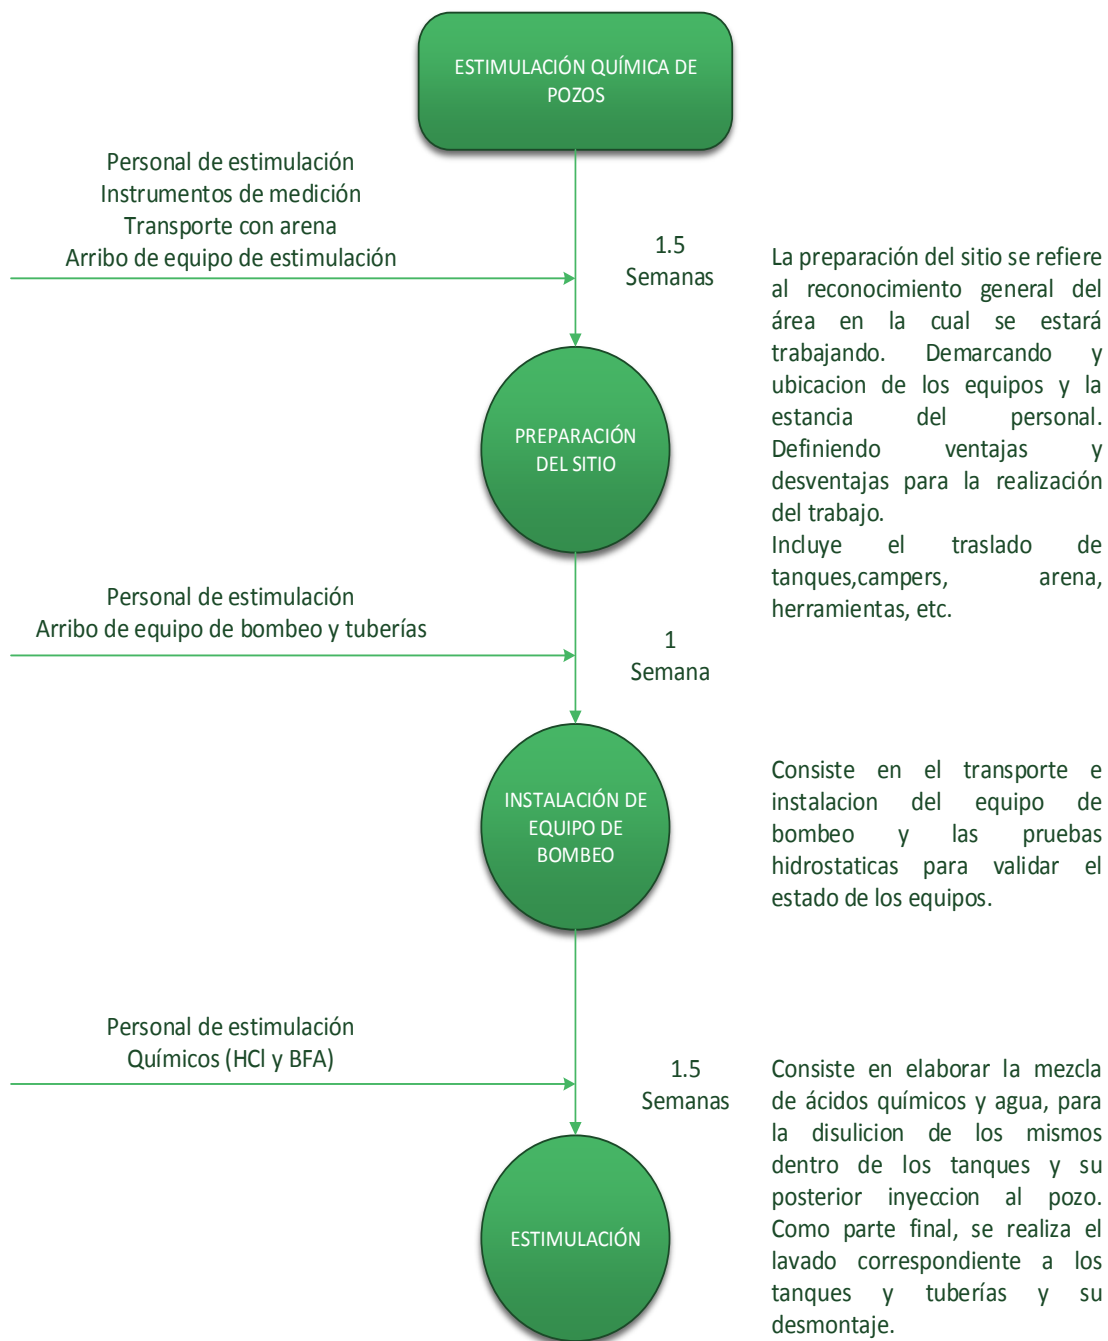 ESTIMULACIÓN QUÍMICA DE
POZOS
Personal de estimulación
Instrumentos de medición
Transporte con arena
Arribo de equipo de estimulación
1.5
Semanas
La preparación del sitio se refiere
al reconocimiento general del
área en la cual se estará
trabajando. Demarcando y
ubicacion de los equipos y la
estancia del personal.
Definiendo ventajas y
desventajas para la realización
del trabajo.
Incluye el traslado de
tanques,campers, arena,
herramientas, etc.
PREPARACIÓN
DEL SITIO
Personal de estimulación
Arribo de equipo de bombeo y tuberías
1
Semana
INSTALACIÓN DE
EQUIPO DE
BOMBEO
Consiste en el transporte e
instalacion del equipo de
bombeo y las pruebas
hidrostaticas para validar el
estado de los equipos.
Personal de estimulación
Químicos (HCl y BFA)
1.5
Semanas
Consiste en elaborar la mezcla
de ácidos químicos y agua, para
la disulicion de los mismos
dentro de los tanques y su
posterior inyeccion al pozo.
Como parte final, se realiza el
lavado correspondiente a los
tanques y tuberías y su
desmontaje.
ESTIMULACIÓN